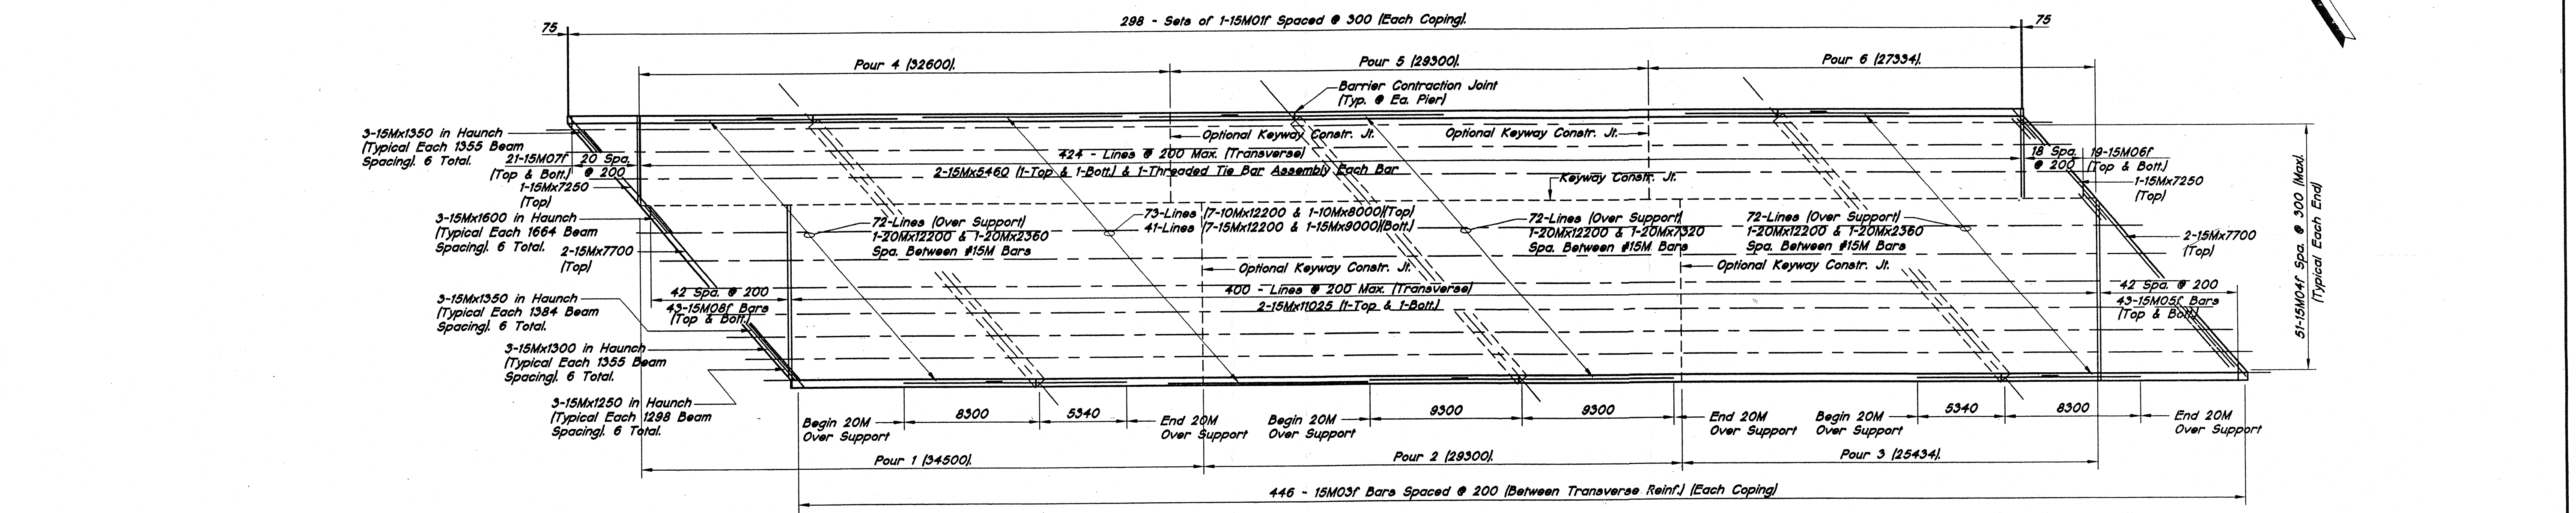 298 - Sets of 1-15M01f Spaced @ 300 (Each Coping).
75
75
Pour 4 (32600).
Pour 5 (29300).
Pour 6 (27334).
Barrier Contraction Joint
(Typ. @ Ea. Pier)
3-15Mx1350 in Haunch
(Typical Each 1355 Beam
Spacing). 6 Total.
21-15M07f
(Top & Bott.)
20 Spa.
@ 200
1-15Mx7250
(Top)
Optional Keyway Constr. Jt.
Optional Keyway Constr. Jt.
424 - Lines @ 200 Max. (Transverse)
2-15Mx5460 (1-Top & 1-Bott.) & 1-Threaded Tie Bar Assembly Each Bar
Keyway Constr. Jt.
18 Spa.
@ 200
19-15M06f
(Top & Bott.)
1-15Mx7250
(Top)
3-15Mx1600 in Haunch
(Typical Each 1664 Beam
Spacing). 6 Total.
2-15Mx7700
(Top)
72-Lines (Over Support)
1-20Mx12200 & 1-20Mx2360
Spa. Between #15M Bars
73-Lines (7-10Mx12200 & 1-10Mx8000)(Top)
41-Lines (7-15Mx12200 & 1-15Mx9000)(Bott.)
72-Lines (Over Support)
1-20Mx12200 & 1-20Mx7320
Spa. Between #15M Bars
72-Lines (Over Support)
1-20Mx12200 & 1-20Mx2360
Spa. Between #15M Bars
2-15Mx7700
(Top)
51-15M04f Spa. @ 300 (Max).
(Typical Each End)
Optional Keyway Constr. Jt.
Optional Keyway Constr. Jt.
42 Spa. @ 200
43-15M08f Bars
(Top & Bott.)
400 - Lines @ 200 Max. (Transverse)
2-15Mx11025 (1-Top & 1-Bott.)
42 Spa. @ 200
43-15M05f Bars
(Top & Bott.)
3-15Mx1350 in Haunch
(Typical Each 1384 Beam
Spacing). 6 Total.
3-15Mx1300 in Haunch
(Typical Each 1355 Beam
Spacing). 6 Total.
3-15Mx1250 in Haunch
(Typical Each 1298 Beam
Spacing). 6 Total.
Begin 20M
Over Support
8300
5340
End 20M
Over Support
Begin 20M
Over Support
9300
9300
End 20M
Over Support
Begin 20M
Over Support
5340
8300
End 20M
Over Support
Pour 1 (34500).
Pour 2 (29300).
Pour 3 (25434).
446 - 15M03f Bars Spaced @ 200 (Between Transverse Reinf.) (Each Coping)